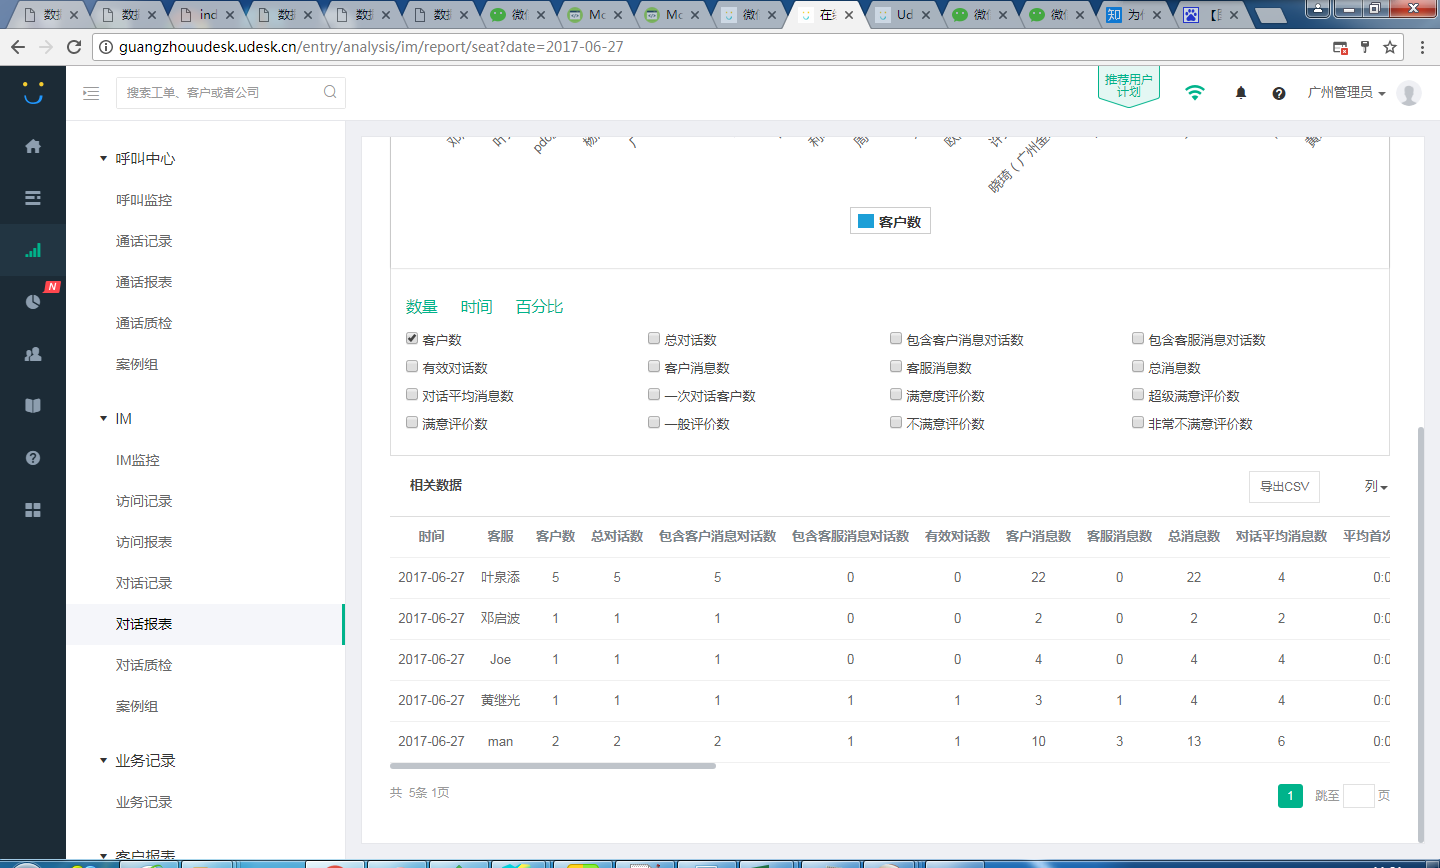 数据
数据
ind
数据
数据
数据
微信
Mo
Mo
微信
在线
Ud
微信
微信
知 为什
【图
guangzhouudesk.udesk.cn/entry/analysis/im/report/seat?date=2017-06-27
搜索工单、客户或者公司
推荐用户
计划
广州管理员
呼叫中心
呼叫监控
通话记录
通话报表
N
通话质检
案例组
IM
IM监控
访问记录
访问报表
对话记录
对话报表
对话质检
案例组
业务记录
业务记录
客户报表
客户数
数量 时间 百分比
客户数 总对话数 包含客户消息对话数 包含客服消息对话数
有效对话数 客户消息数 客服消息数 总消息数
对话平均消息数 一次对话客户数 满意度评价数 超级满意评价数
满意评价数 一般评价数 不满意评价数 非常不满意评价数
相关数据 导出CSV 列
时间 客服 客户数 总对话数 包含客户消息对话数 包含客服消息对话数 有效对话数 客户消息数 客服消息数 总消息数 对话平均消息数 平均首次
2017-06-27 叶泉添 5 5 5 0 0 22 0 22 4 0:0
2017-06-27 邓启波 1 1 1 0 0 2 0 2 2 0:0
2017-06-27 Joe 1 1 1 0 0 4 0 4 4 0:0
2017-06-27 黄继光 1 1 1 1 1 3 1 4 4 0:0
2017-06-27 man 2 2 2 1 1 10 3 13 6 0:0
共 5条 1页 1 跳至 页